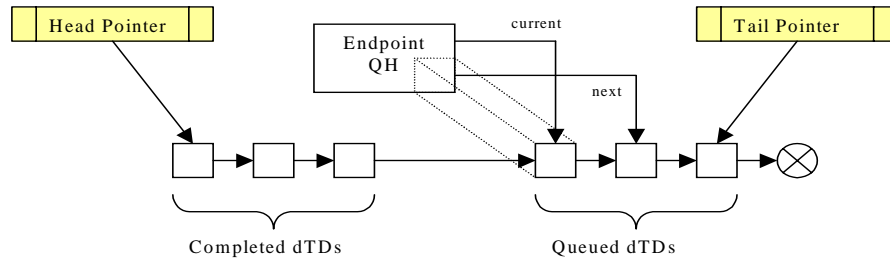 Head Pointer
Endpoint
QH
current
next
Tail Pointer
Completed dTDs
Queued dTDs